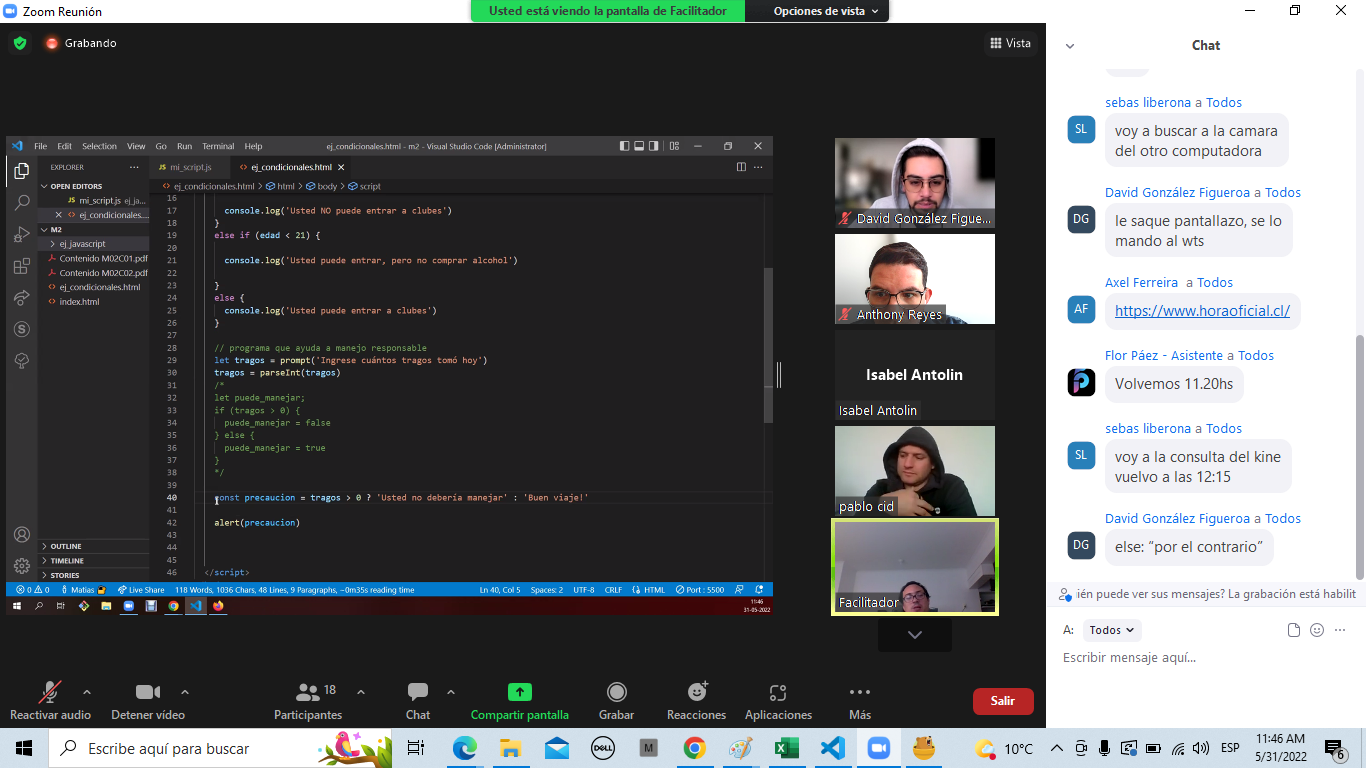 Zoom Reunión
Usted está viendo la pantalla de Facilitador
Opciones de vista
Grabando
Vista
File Edit Selection View Go Run Terminal Help
ej_condicionales.html - m2 - Visual Studio Code [Administrator]
EXPLORER
OPEN EDITORS
JS mi_script.js ej_ja...
ej_condicionales....
M2
ej_javascript
Contenido M02C01.pdf
Contenido M02C02.pdf
ej_condicionales.html
index.html
OUTLINE
TIMELINE
STORIES
JS mi_script.js
ej_condicionales.html
ej_condicionales.html > html > body > script
16
17 console.log('Usted NO puede entrar a clubes')
18 }
19 else if (edad < 21) {
20
21 console.log('Usted puede entrar, pero no comprar alcohol')
22
23 }
24 else {
25 console.log('Usted puede entrar a clubes')
26 }
27
28 // programa que ayuda a manejo responsable
29 let tragos = prompt('Ingrese cuántos tragos tomó hoy')
30 tragos = parseInt(tragos)
31 /*
32 let puede_manejar;
33 if (tragos > 0) {
34 puede_manejar = false
35 } else {
36 puede_manejar = true
37 }
38 */
39
40 const precaucion = tragos > 0 ? 'Usted no debería manejar' : 'Buen viaje!'
41
42 alert(precaucion)
43
44
45
46 </script>
0 0 Matias Live Share 118 Words, 1036 Chars, 48 Lines, 9 Paragraphs, ~0m35s reading time Ln 40, Col 5 Spaces: 2 UTF-8 CRLF HTML Port : 5500
11:46
31-05-2022
David González Figue...
Anthony Reyes
Isabel Antolin
Isabel Antolin
pablo cid
Facilitador
Chat
sebas liberona a Todos
SL
voy a buscar a la camara
del otro computadora
David González Figueroa a Todos
DG
le saque pantallazo, se lo
mando al wts
Axel Ferreira a Todos
AF
https://www.horaoficial.cl/
Flor Páez - Asistente a Todos
Volvemos 11.20hs
sebas liberona a Todos
SL
voy a la consulta del kine
vuelvo a las 12:15
David González Figueroa a Todos
DG
else: “por el contrario”
ién puede ver sus mensajes? La grabación está habilit
A: Todos
Escribir mensaje aquí...
Reactivar audio
Detener vídeo
18
Participantes
Chat
Compartir pantalla
Grabar
Reacciones
Aplicaciones
Más
Salir
Escribe aquí para buscar
DELL
M
10°C
ESP
11:46 AM
5/31/2022
6